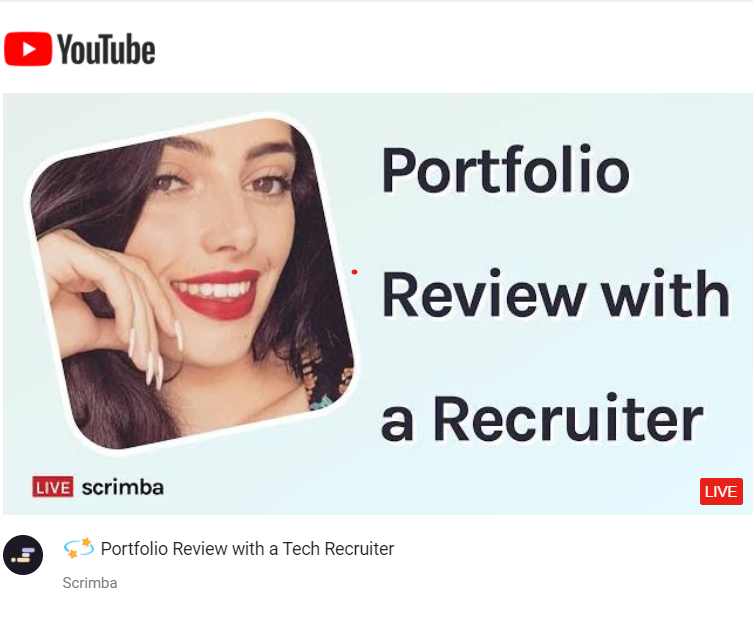 YouTube
Portfolio
Review with
a Recruiter
LIVE scrimba
LIVE
Portfolio Review with a Tech Recruiter
Scrimba